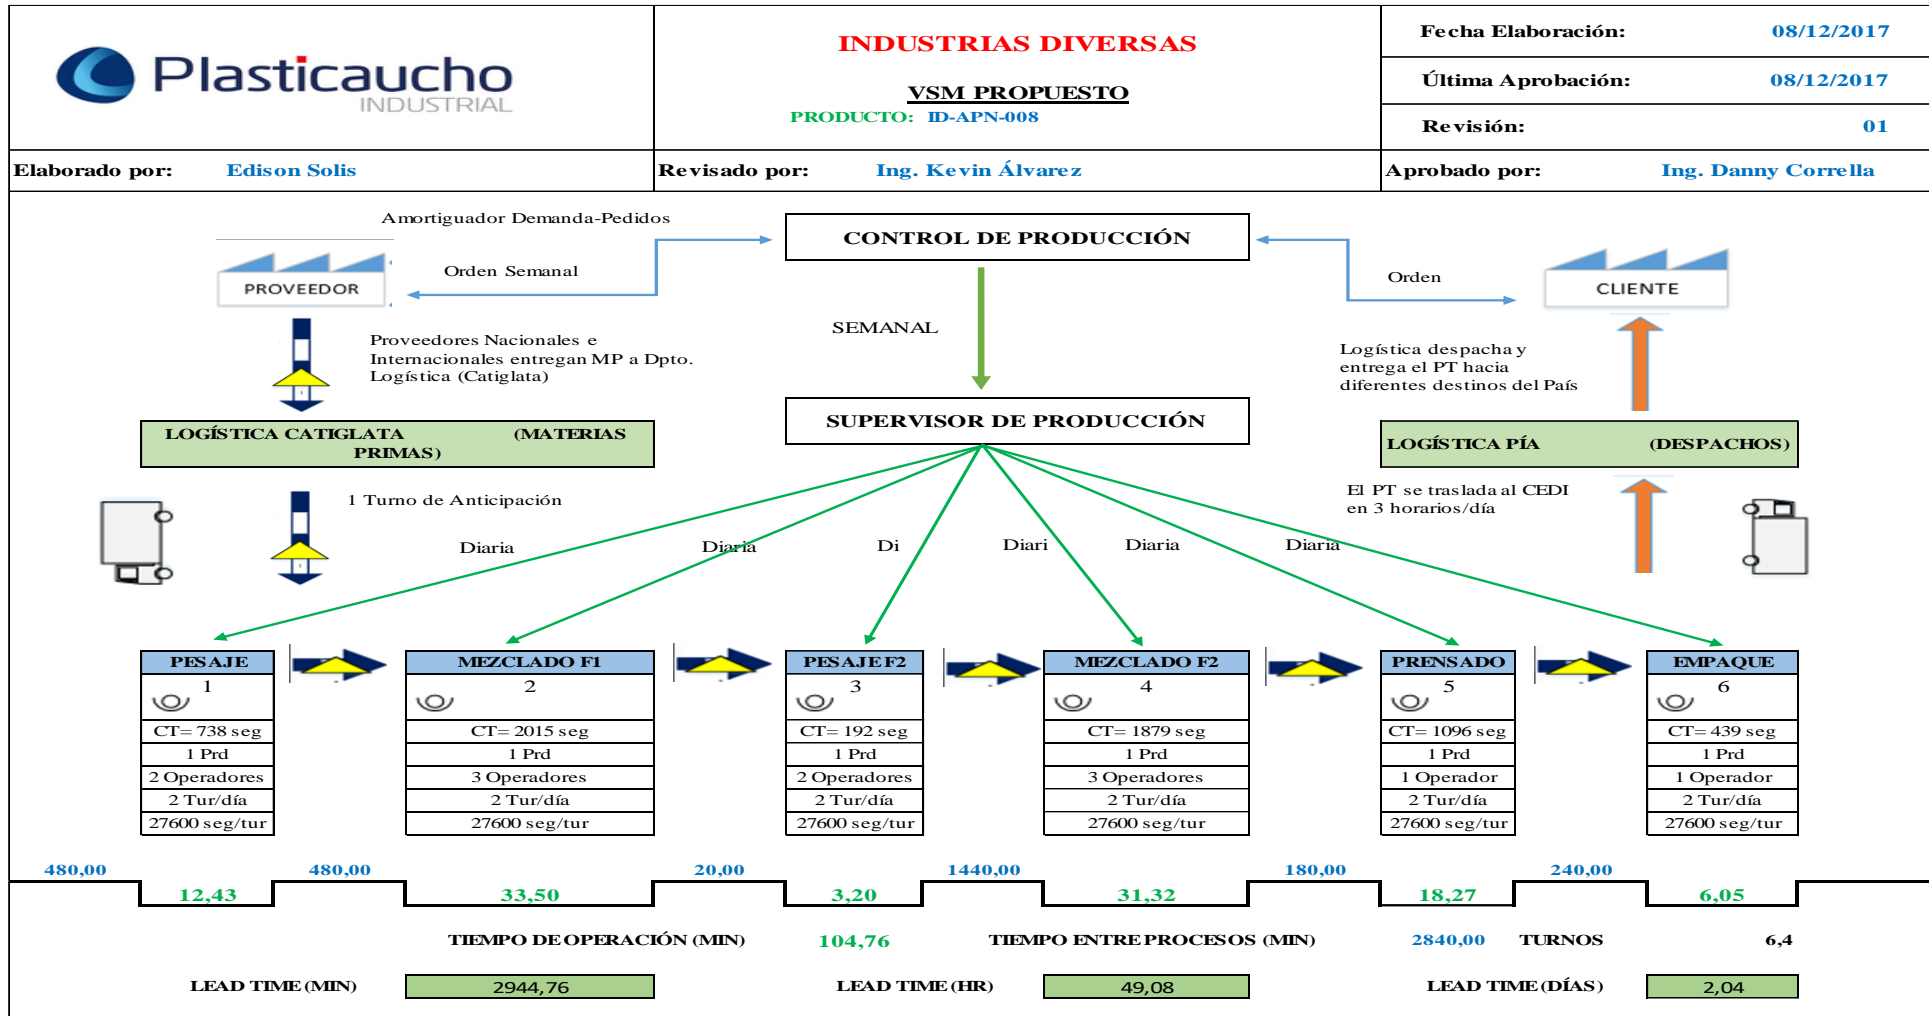 Plasticaucho
INDUSTRIAL
INDUSTRIAS DIVERSAS
VSM PROPUESTO
PRODUCTO: ID-APN-008
Fecha Elaboración: 08/12/2017
Última Aprobación: 08/12/2017
Revisión: 01
Elaborado por: Edison Solis
Revisado por: Ing. Kevin Álvarez
Aprobado por: Ing. Danny Corrella
Amortiguador Demanda-Pedidos
CONTROL DE PRODUCCIÓN
Orden Semanal
PROVEEDOR
Orden
CLIENTE
SEMANAL
Proveedores Nacionales e
Internacionales entregan MP a Dpto.
Logística (Catiglata)
Logística despacha y
entrega el PT hacia
diferentes destinos del País
SUPERVISOR DE PRODUCCIÓN
LOGÍSTICA CATIGLATA (MATERIAS
PRIMAS)
LOGÍSTICA PÍA (DESPACHOS)
1 Turno de Anticipación
El PT se traslada al CEDI
en 3 horarios/día
Diaria Diaria Di Diari Diaria Diaria
PESAJE MEZCLADO F1 PESAJE F2 MEZCLADO F2 PRENSADO EMPAQUE
1 2 3 4 5 6
CT= 738 seg CT= 2015 seg CT= 192 seg CT= 1879 seg CT= 1096 seg CT= 439 seg
1 Prd 1 Prd 1 Prd 1 Prd 1 Prd 1 Prd
2 Operadores 3 Operadores 2 Operadores 3 Operadores 1 Operador 1 Operador
2 Tur/día 2 Tur/día 2 Tur/día 2 Tur/día 2 Tur/día 2 Tur/día
27600 seg/tur 27600 seg/tur 27600 seg/tur 27600 seg/tur 27600 seg/tur 27600 seg/tur
480,00 480,00 20,00 1440,00 180,00 240,00
12,43 33,50 3,20 31,32 18,27 6,05
TIEMPO DE OPERACIÓN (MIN) 104,76 TIEMPO ENTRE PROCESOS (MIN) 2840,00 TURNOS 6,4
LEAD TIME (MIN) 2944,76 LEAD TIME (HR) 49,08 LEAD TIME (DÍAS) 2,04